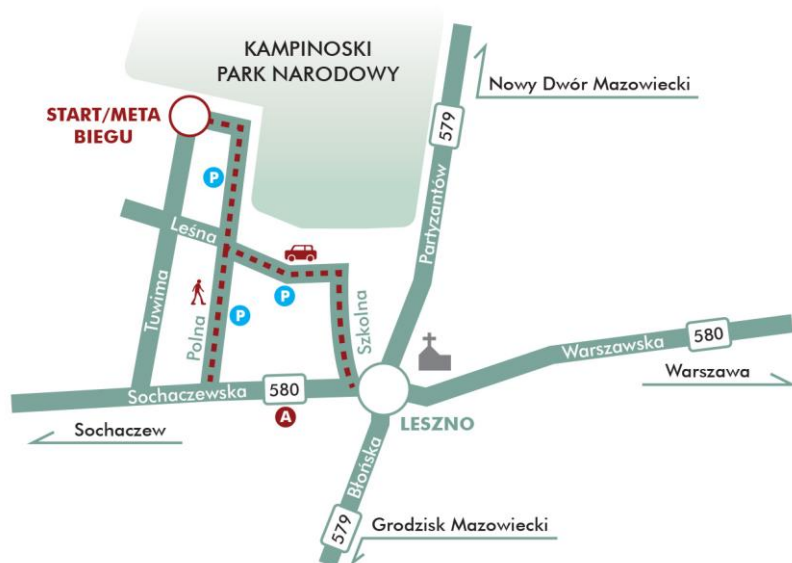 KAMPINOSKI
PARK NARODOWY
START/META
BIEGU
Nowy Dwór Mazowiecki
579
P
Leśna
Partyzantów
P
P
Tuwima
Polna
Szkolna
Warszawska
580
Warszawa
Sochaczewska
580
A
LESZNO
Sochaczew
Błońska
579
Grodzisk Mazowiecki